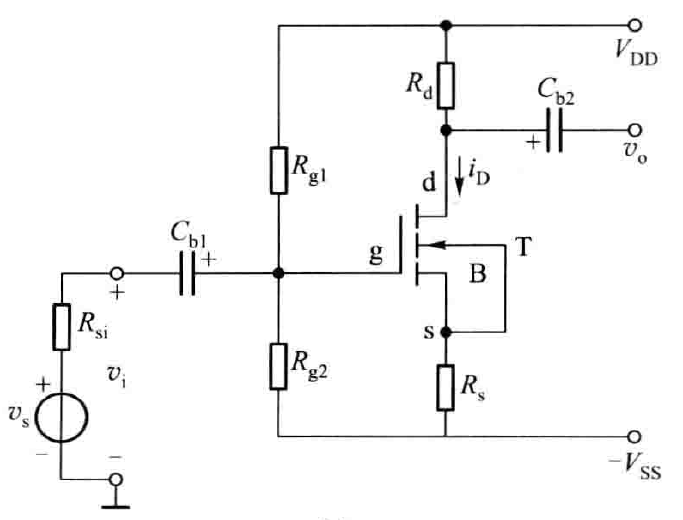 V_DD
R_d
C_b2
+
v_o
i_D
d
R_g1
C_b1
+
g
T
B
+
s
R_si
R_g2
R_s
v_i
+
v_s
-
-
-V_SS